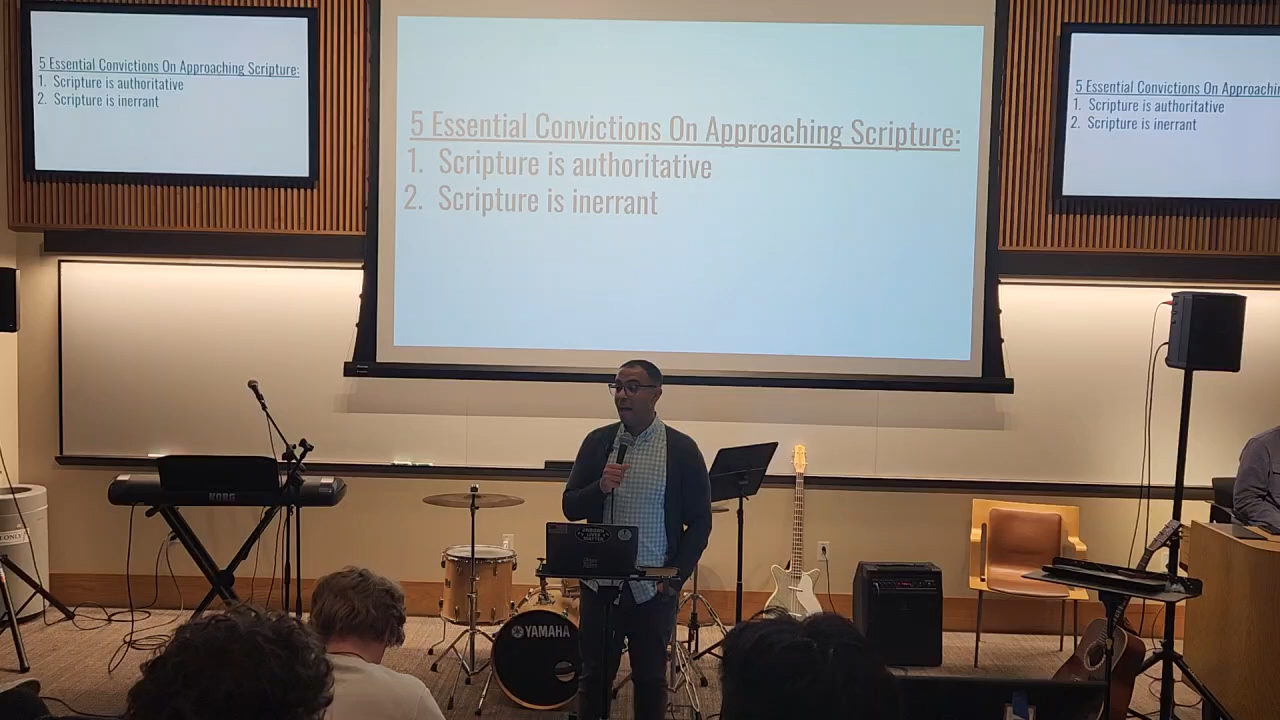 5 Essential Convictions On Approaching Scripture:
1. Scripture is authoritative
2. Scripture is inerrant
5 Essential Convictions On Approaching Scripture:
1. Scripture is authoritative
2. Scripture is inerrant
5 Essential Convictions On Approachin
1. Scripture is authoritative
2. Scripture is inerrant
KORG
YAMAHA
ONLY